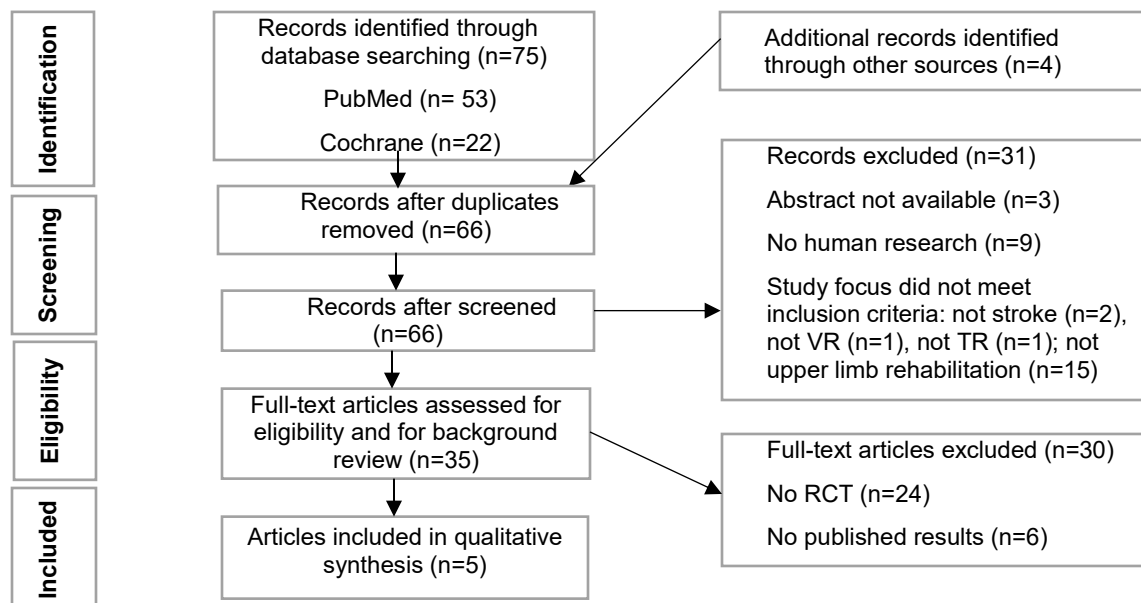 Identification
Records identified through
database searching (n=75)
PubMed (n= 53)
Cochrane (n=22)
Additional records identified
through other sources (n=4)
Screening
Records after duplicates
removed (n=66)
Records after screened
(n=66)
Records excluded (n=31)
Abstract not available (n=3)
No human research (n=9)
Study focus did not meet
inclusion criteria: not stroke (n=2),
not VR (n=1), not TR (n=1); not
upper limb rehabilitation (n=15)
Eligibility
Full-text articles assessed for
eligibility and for background
review (n=35)
Full-text articles excluded (n=30)
No RCT (n=24)
No published results (n=6)
Included
Articles included in qualitative
synthesis (n=5)